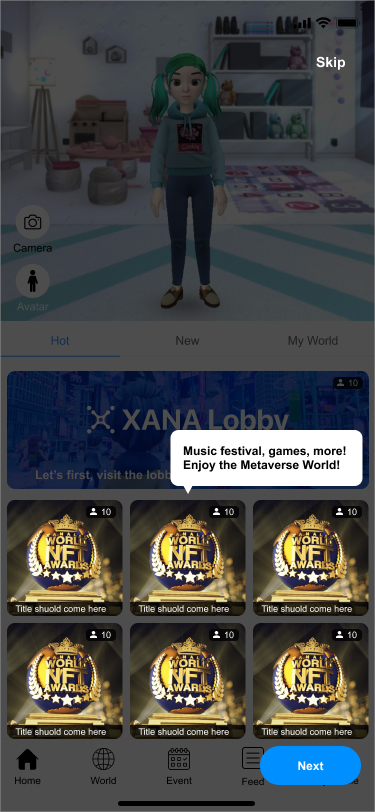 Skip
Camera
Avatar
Hot
New
My World
10
XANA Lobby
Music festival, games, more!
Enjoy the Metaverse World!
Let's first, visit the lobb
10
10
10
WORLD
NFT
AWARDS
WORLD
NFT
AWARDS
WORLD
NFT
AWARDS
Title shuold come here
Title shuold come here
Title shuold come here
10
10
10
WORLD
NFT
AWARDS
WORLD
NFT
AWARDS
WORLD
NFT
AWARDS
Title shuold come here
Title shuold come here
Title shuold come here
Home
World
Event
Feed
Next